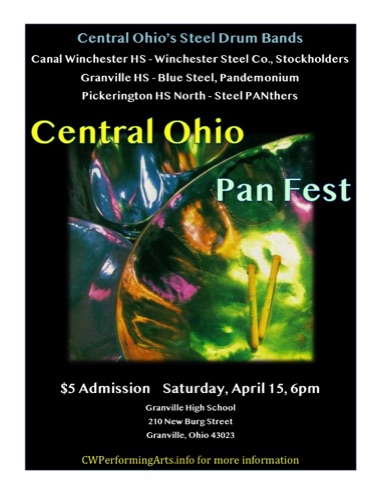 Central Ohio's Steel Drum Bands
Canal Winchester HS - Winchester Steel Co., Stockholders
Granville HS - Blue Steel, Pandemonium
Pickerington HS North - Steel PANthers
Central Ohio
Pan Fest
$5 Admission Saturday, April 15, 6pm
Granville High School
210 New Burg Street
Granville, Ohio 43023
CWPerformingArts.info for more information